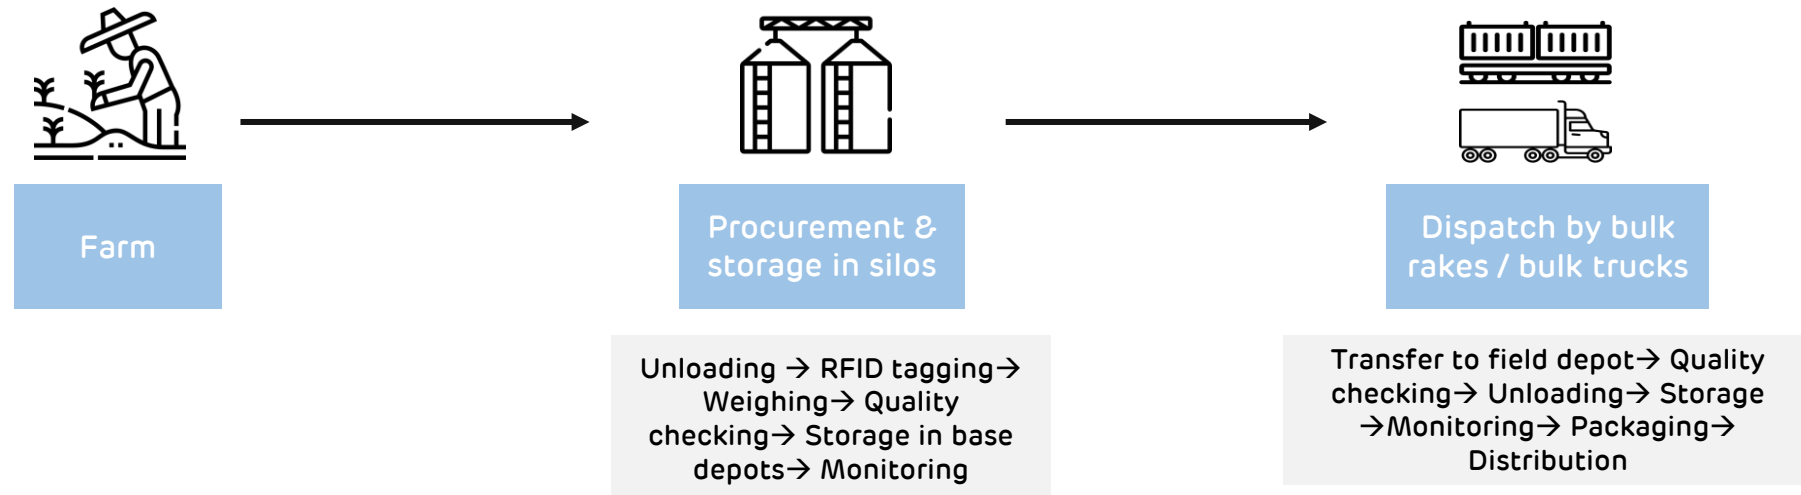 Farm
Procurement &
storage in silos
Dispatch by bulk
rakes / bulk trucks
Unloading → RFID tagging→
Weighing→ Quality
checking→ Storage in base
depots→ Monitoring
Transfer to field depot→ Quality
checking→ Unloading→ Storage
→Monitoring→ Packaging→
Distribution